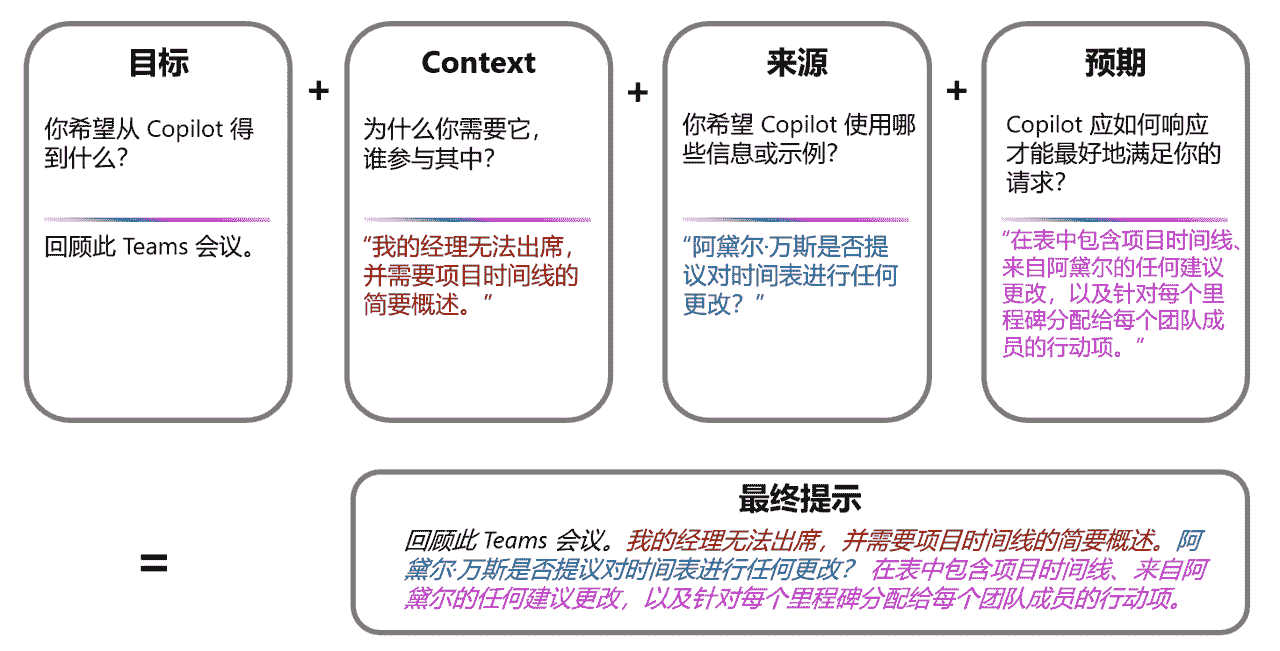 目标
你希望从 Copilot 得
到什么？
回顾此 Teams 会议。
+
Context
为什么你需要它，
谁参与其中？
“我的经理无法出席，
并需要项目时间线的
简要概述。”
+
来源
你希望 Copilot 使用哪
些信息或示例？
“阿黛尔·万斯是否提
议对时间表进行任何
更改？”
+
预期
Copilot 应如何响应
才能最好地满足你的
请求？
“在表中包含项目时间线、
来自阿黛尔的任何建议
更改，以及针对每个里
程碑分配给每个团队成
员的行动项。”
=
最终提示
回顾此 Teams 会议。我的经理无法出席，并需要项目时间线的简要概述。阿
黛尔·万斯是否提议对时间表进行任何更改？ 在表中包含项目时间线、来自阿
黛尔的任何建议更改，以及针对每个里程碑分配给每个团队成员的行动项。